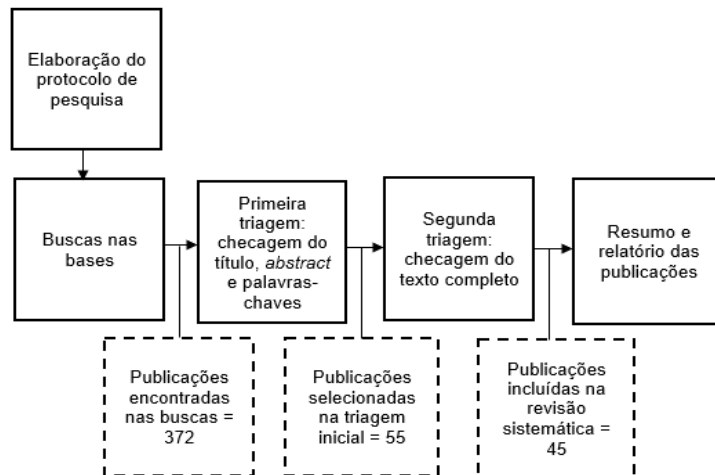 Elaboração do
protocolo de
pesquisa
Buscas nas
bases
Primeira
triagem:
checagem do
título, abstract
e palavras-
chaves
Segunda
triagem:
checagem do
texto completo
Resumo e
relatório das
publicações
Publicações
encontradas
nas buscas =
372
Publicações
selecionadas
na triagem
inicial = 55
Publicações
incluídas na
revisão
sistemática =
45